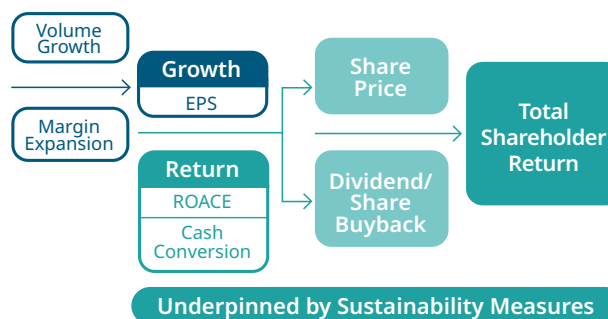 Volume
Growth
Margin
Expansion
Growth
EPS
Return
ROACE
Cash
Conversion
Share
Price
Dividend/
Share
Buyback
Total
Shareholder
Return
Underpinned by Sustainability Measures